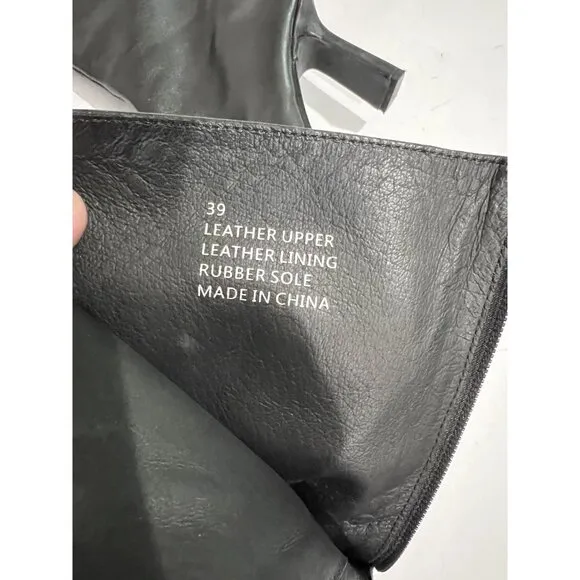 39
LEATHER UPPER
LEATHER LINING
RUBBER SOLE
MADE IN CHINA